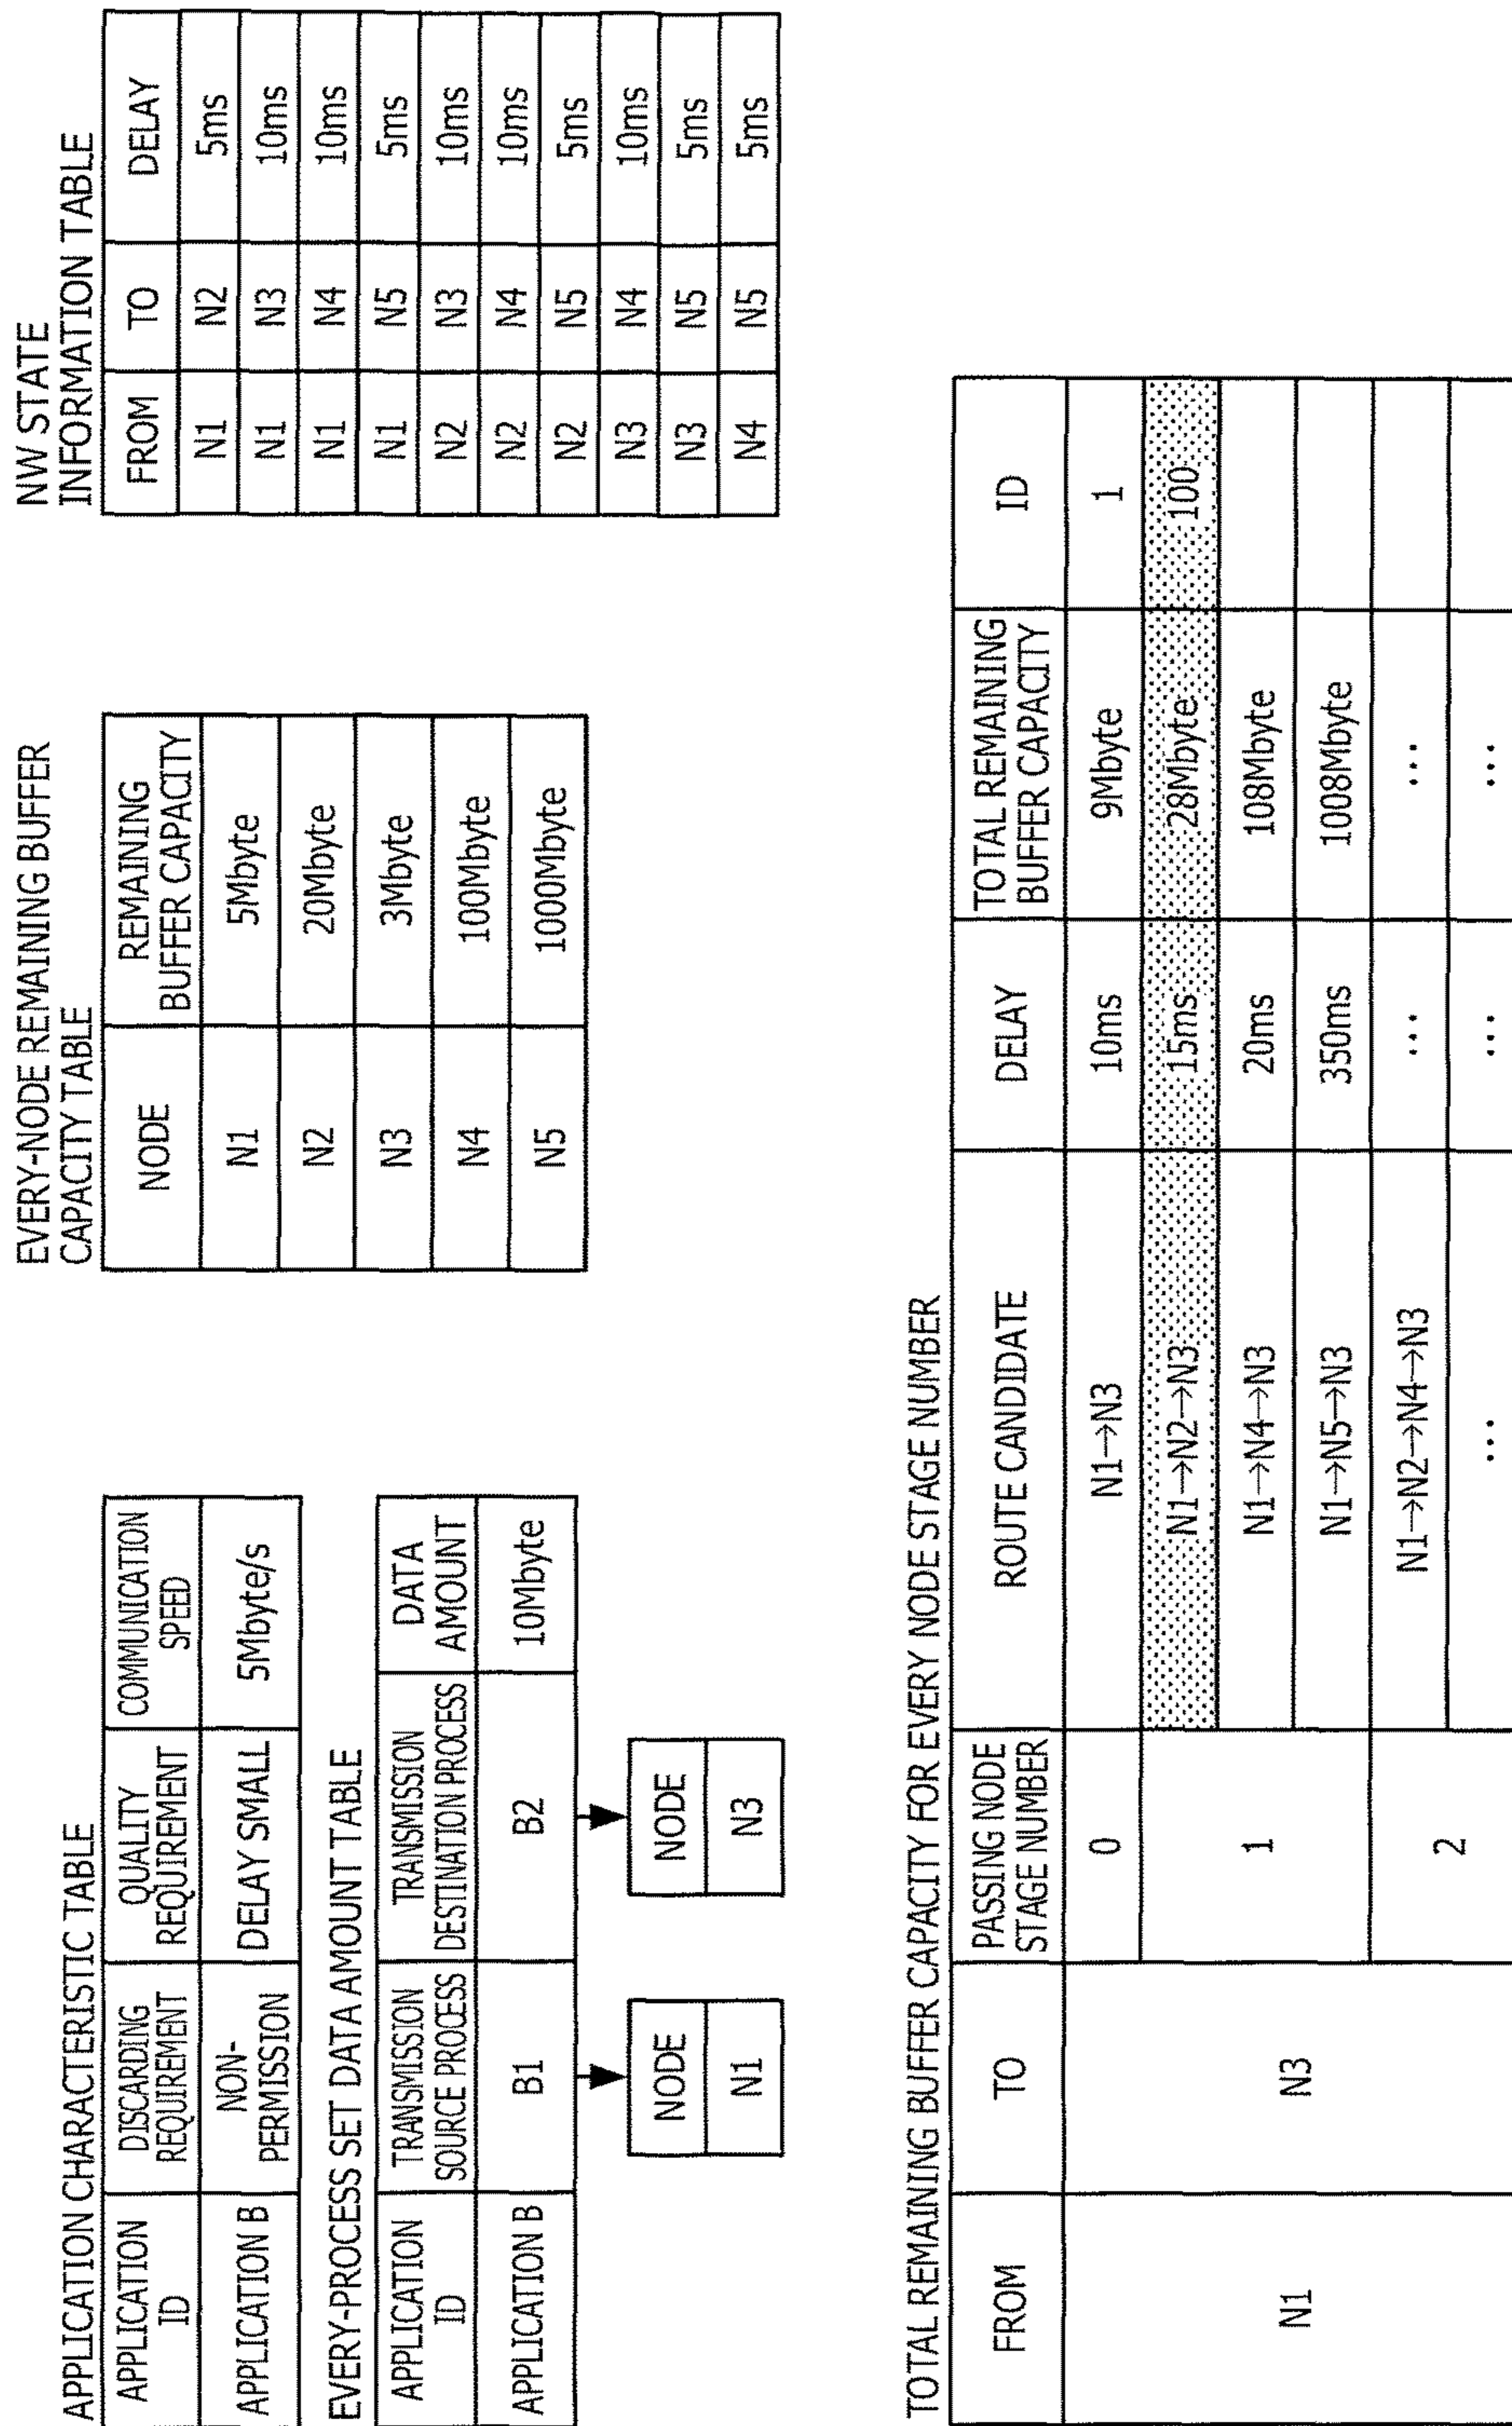 APPLICATION CHARACTERISTIC TABLE
APPLICATION ID | DISCARDING REQUIREMENT | QUALITY REQUIREMENT | COMMUNICATION SPEED
APPLICATION B | NON-PERMISSION | DELAY SMALL | 5Mbyte/s
EVERY-PROCESS SET DATA AMOUNT TABLE
APPLICATION ID | TRANSMISSION SOURCE PROCESS | TRANSMISSION DESTINATION PROCESS | DATA AMOUNT
APPLICATION B | B1 | B2 | 10Mbyte
NODE | NODE
N1 | N3
EVERY-NODE REMAINING BUFFER
CAPACITY TABLE
NODE | REMAINING BUFFER CAPACITY
N1 | 5Mbyte
N2 | 20Mbyte
N3 | 3Mbyte
N4 | 100Mbyte
N5 | 1000Mbyte
NW STATE
INFORMATION TABLE
FROM | TO | DELAY
N1 | N2 | 5ms
N1 | N3 | 10ms
N1 | N4 | 10ms
N1 | N5 | 5ms
N2 | N3 | 10ms
N2 | N4 | 10ms
N2 | N5 | 5ms
N3 | N4 | 10ms
N3 | N5 | 5ms
N4 | N5 | 5ms
TOTAL REMAINING BUFFER CAPACITY FOR EVERY NODE STAGE NUMBER
FROM | TO | PASSING NODE STAGE NUMBER | ROUTE CANDIDATE | DELAY | TOTAL REMAINING BUFFER CAPACITY | ID
N1 | N3 | 0 | N1→N3 | 10ms | 9Mbyte | 1
1 | N1→N2→N3 | 15ms | 28Mbyte | 100
N1→N4→N3 | 20ms | 108Mbyte
N1→N5→N3 | 350ms | 1008Mbyte
2 | N1→N2→N4→N3 | ... | ...
... | ... | ...